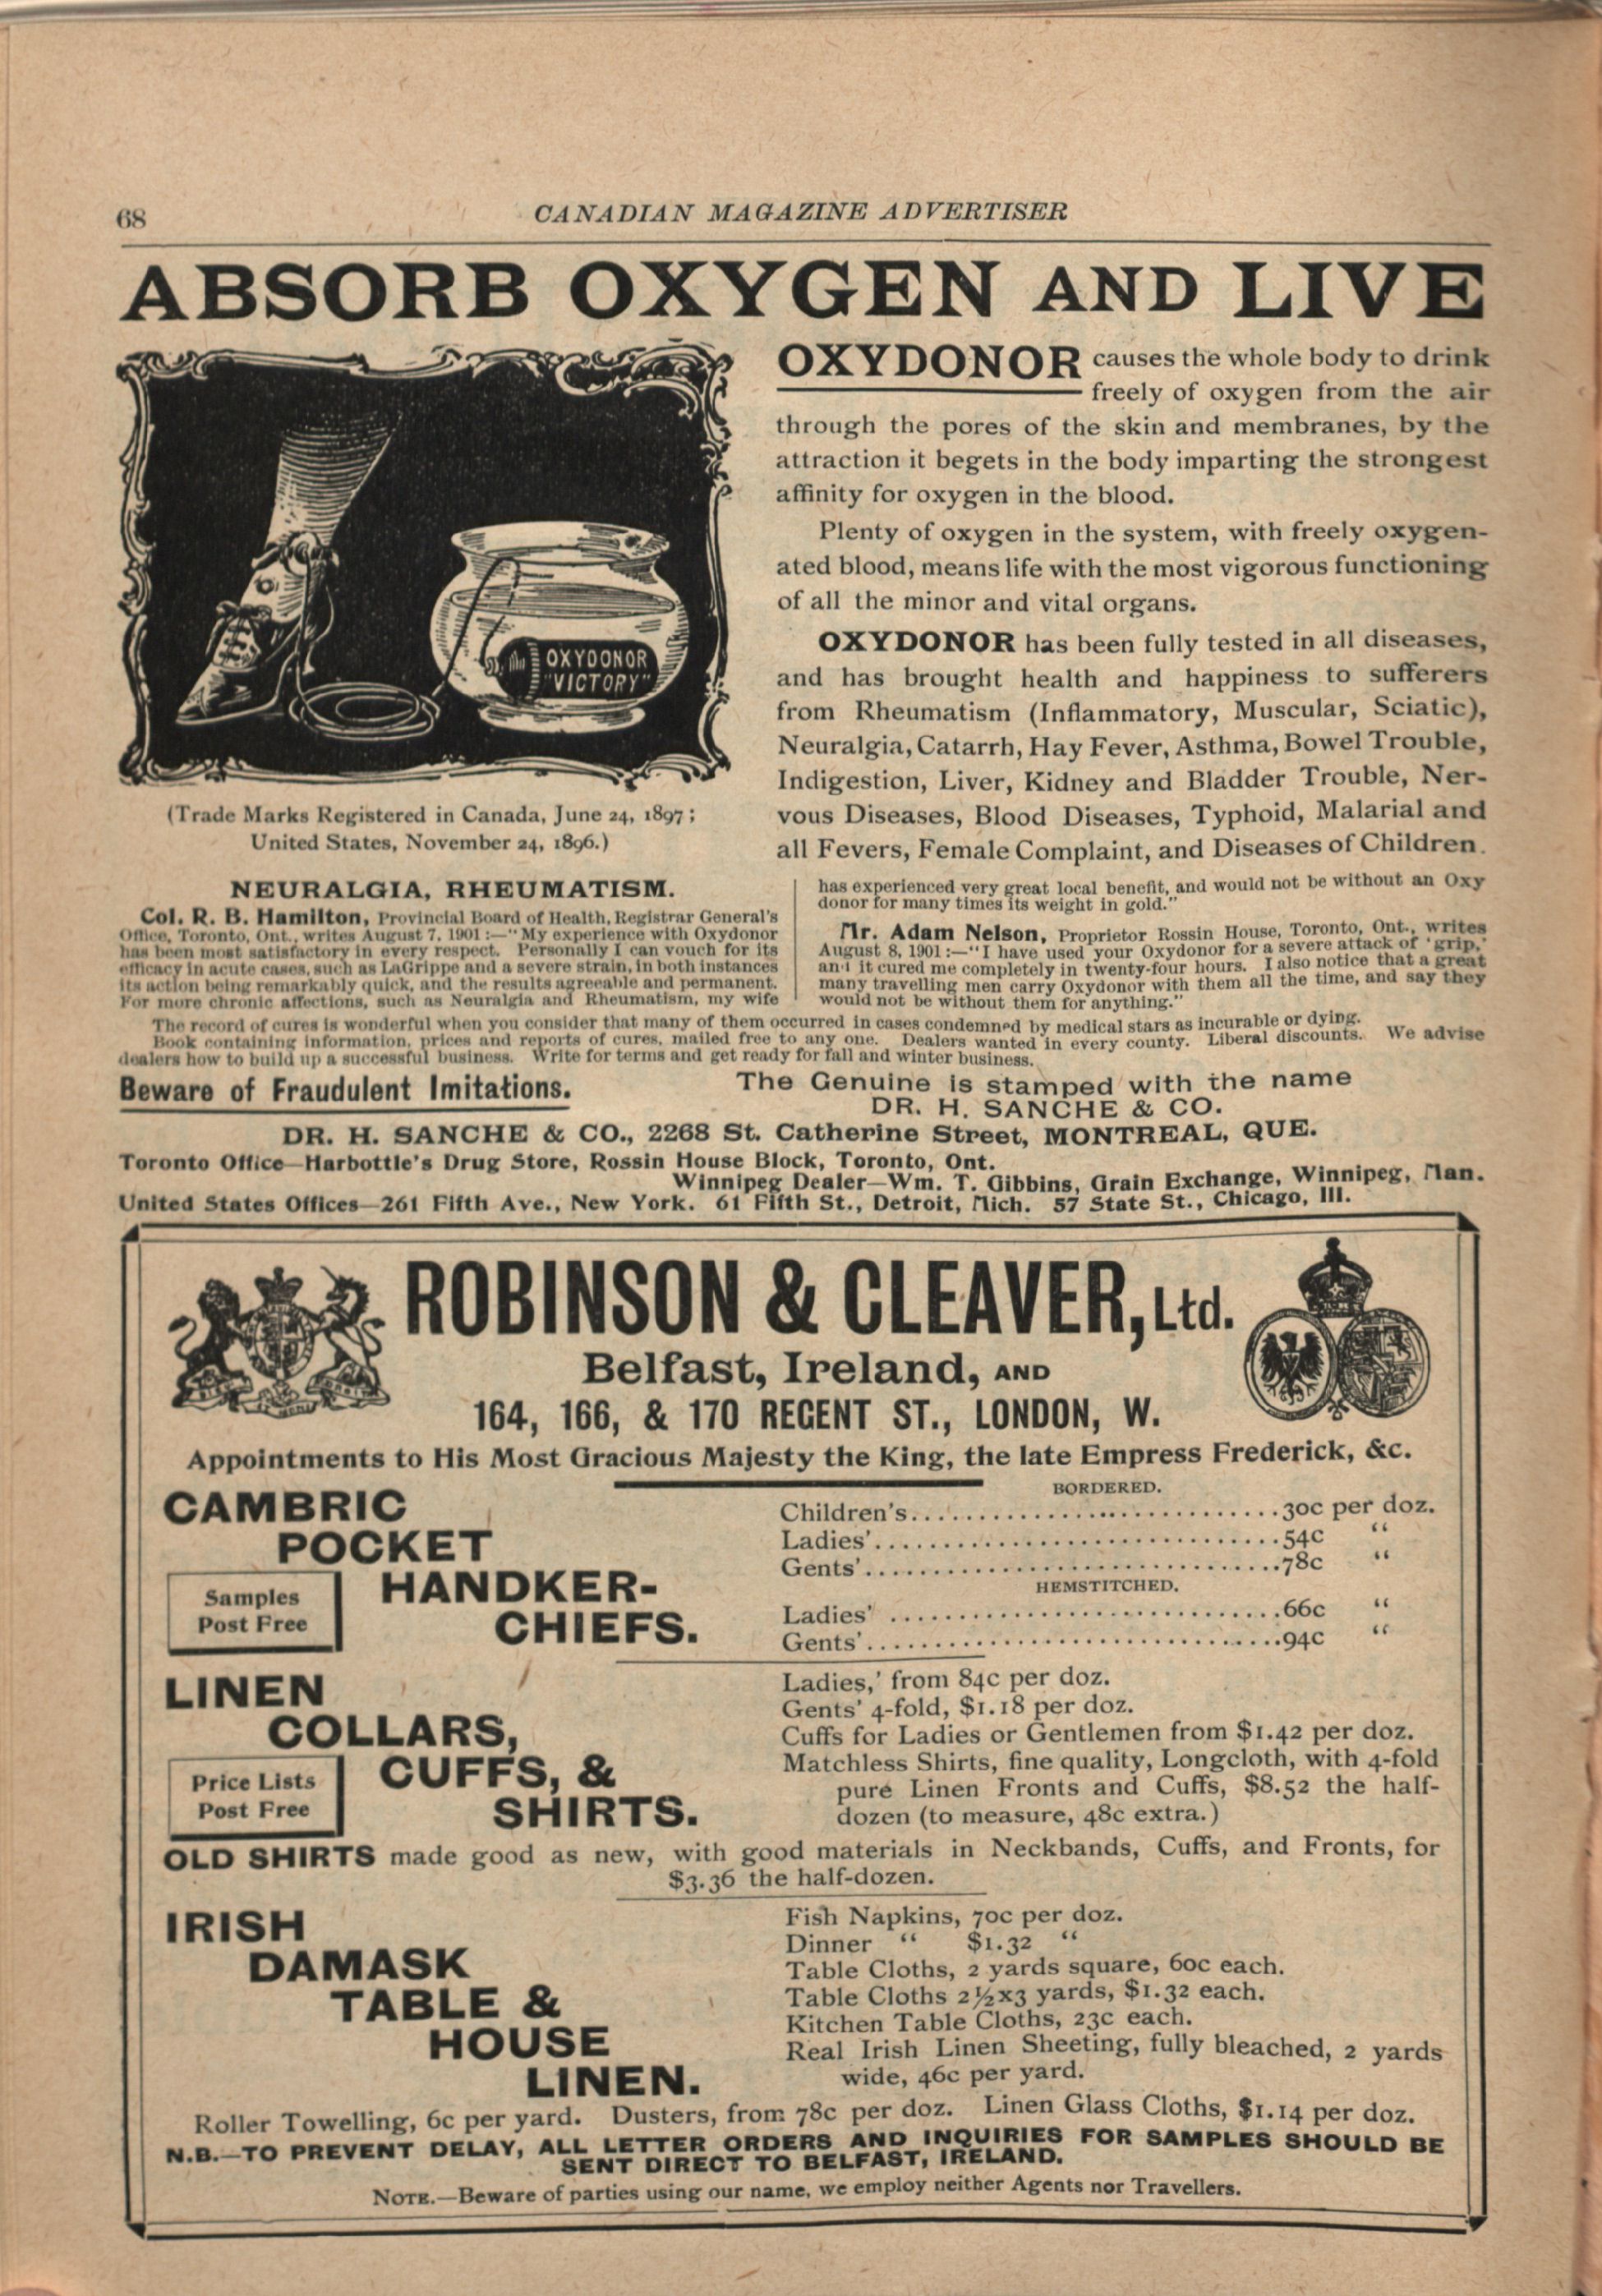 68
CANADIAN MAGAZINE ADVERTISER
ABSORB OXYGEN AND LIVE
OXYDONOR
"VICTORY"
(Trade Marks Registered in Canada, June 24, 1897;
United States, November 24, 1896.)
OXYDONOR causes the whole body to drink
freely of oxygen from the air
through the pores of the skin and membranes, by the
attraction it begets in the body imparting the strongest
affinity for oxygen in the blood.
Plenty of oxygen in the system, with freely oxygen-
ated blood, means life with the most vigorous functioning
of all the minor and vital organs.
OXYDONOR has been fully tested in all diseases,
and has brought health and happiness to sufferers
from Rheumatism (Inflammatory, Muscular, Sciatic),
Neuralgia, Catarrh, Hay Fever, Asthma, Bowel Trouble,
Indigestion, Liver, Kidney and Bladder Trouble, Ner-
vous Diseases, Blood Diseases, Typhoid, Malarial and
all Fevers, Female Complaint, and Diseases of Children.
NEURALGIA, RHEUMATISM.
Col. R. B. Hamilton, Provincial Board of Health, Registrar General's
Office, Toronto, Ont., writes August 7, 1901:—"My experience with Oxydonor
has been most satisfactory in every respect. Personally I can vouch for its
efficacy in acute cases, such as LaGrippe and a severe strain, in both instances
its action being remarkably quick, and the results agreeable and permanent.
For more chronic affections, such as Neuralgia and Rheumatism, my wife
has experienced very great local benefit, and would not be without an Oxy
donor for many times its weight in gold."
Mr. Adam Nelson, Proprietor Rossin House, Toronto, Ont., writes
August 8, 1901:—"I have used your Oxydonor for a severe attack of 'grip,'
and it cured me completely in twenty-four hours. I also notice that a great
many travelling men carry Oxydonor with them all the time, and say they
would not be without them for anything."
The record of cures is wonderful when you consider that many of them occurred in cases condemned by medical stars as incurable or dying.
Book containing information, prices and reports of cures, mailed free to any one. Dealers wanted in every county. Liberal discounts. We advise
dealers how to build up a successful business. Write for terms and get ready for fall and winter business.
Beware of Fraudulent Imitations. The Genuine is stamped with the name
DR. H. SANCHE & CO.
DR. H. SANCHE & CO., 2268 St. Catherine Street, MONTREAL, QUE.
Toronto Office—Harbottle's Drug Store, Rossin House Block, Toronto, Ont.
Winnipeg Dealer—Wm. T. Gibbins, Grain Exchange, Winnipeg, Man.
United States Offices—261 Fifth Ave., New York. 61 Fifth St., Detroit, Mich. 57 State St., Chicago, Ill.
ROBINSON & CLEAVER, Ltd.
Belfast, Ireland, AND
164, 166, & 170 REGENT ST., LONDON, W.
Appointments to His Most Gracious Majesty the King, the late Empress Frederick, &c.
CAMBRIC
POCKET
HANDKER-
CHIEFS.
Samples
Post Free
BORDERED.
Children's..............................30c per doz.
Ladies'..............................54c "
Gents'..............................78c "
HEMSTITCHED.
Ladies' ..............................66c "
Gents'..............................94c "
LINEN
COLLARS,
CUFFS, &
SHIRTS.
Price Lists
Post Free
Ladies,' from 84c per doz.
Gents' 4-fold, $1.18 per doz.
Cuffs for Ladies or Gentlemen from $1.42 per doz.
Matchless Shirts, fine quality, Longcloth, with 4-fold
pure Linen Fronts and Cuffs, $8.52 the half-
dozen (to measure, 48c extra.)
OLD SHIRTS made good as new, with good materials in Neckbands, Cuffs, and Fronts, for
$3.36 the half-dozen.
IRISH
DAMASK
TABLE &
HOUSE
LINEN.
Fish Napkins, 70c per doz.
Dinner " $1.32 "
Table Cloths, 2 yards square, 60c each.
Table Cloths 2½x3 yards, $1.32 each.
Kitchen Table Cloths, 23c each.
Real Irish Linen Sheeting, fully bleached, 2 yards
wide, 46c per yard.
Roller Towelling, 6c per yard. Dusters, from 78c per doz. Linen Glass Cloths, $1.14 per doz.
N.B.—TO PREVENT DELAY, ALL LETTER ORDERS AND INQUIRIES FOR SAMPLES SHOULD BE
SENT DIRECT TO BELFAST, IRELAND.
NOTE.—Beware of parties using our name, we employ neither Agents nor Travellers.